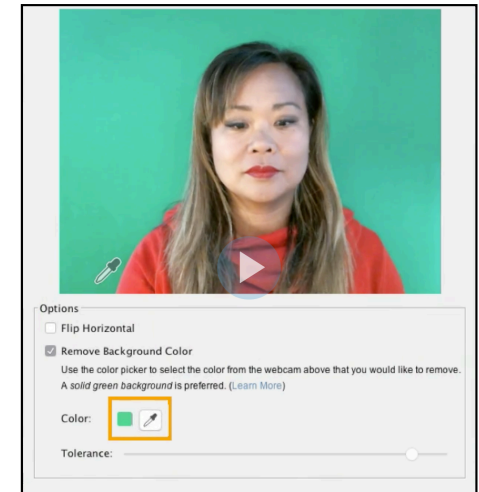 Options
Flip Horizontal
Remove Background Color
Use the color picker to select the color from the webcam above that you would like to remove.
A solid green background is preferred. (Learn More)
Color:
Tolerance: